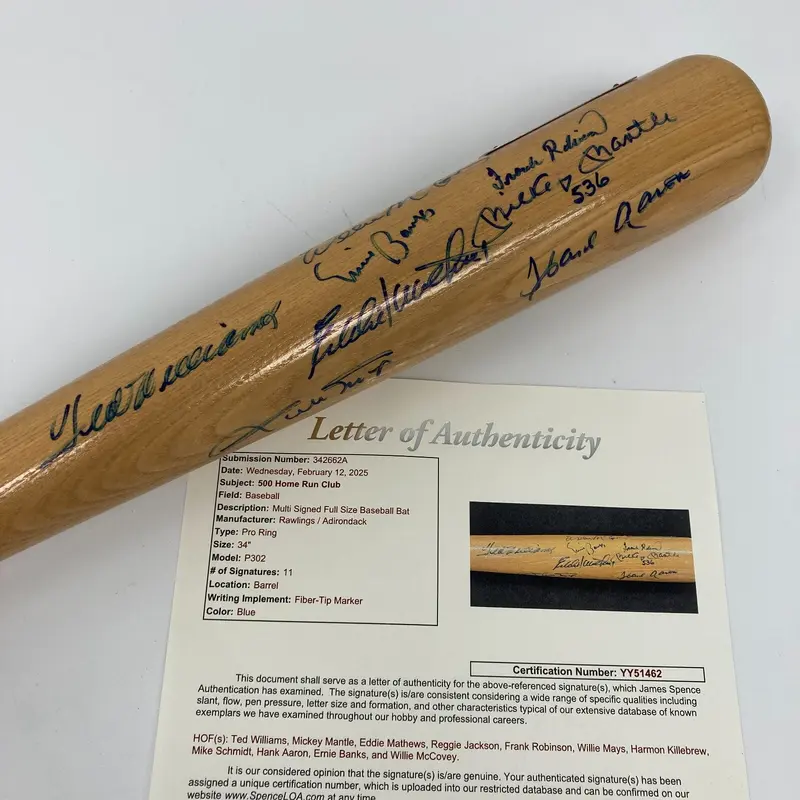 Frank Robinson
Mickey Mantle
536
Ernie Banks
Hank Aaron
Eddie Mathews
Ted Williams
Letter of Authenticity
Submission Number: 342662A
Date: Wednesday, February 12, 2025
Subject: 500 Home Run Club
Field: Baseball
Description: Multi Signed Full Size Baseball Bat
Manufacturer: Rawlings / Adirondack
Type: Pro Ring
Size: 34"
Model: P302
# of Signatures: 11
Location: Barrel
Writing Implement: Fiber-Tip Marker
Color: Blue
Certification Number: YY51462
This document shall serve as a letter of authenticity for the above-referenced signature(s), which James Spence
Authentication has examined. The signature(s) is/are consistent considering a wide range of specific qualities including
slant, flow, pen pressure, letter size and formation, and other characteristics typical of our extensive database of known
exemplars we have examined throughout our hobby and professional careers.
HOF(s): Ted Williams, Mickey Mantle, Eddie Mathews, Reggie Jackson, Frank Robinson, Willie Mays, Harmon Killebrew,
Mike Schmidt, Hank Aaron, Ernie Banks, and Willie McCovey.
It is our considered opinion that the signature(s) is/are genuine. Your authenticated signature(s) has been
assigned a unique certification number, which is uploaded into our restricted database and can be confirmed on our
website www.SpenceLOA.com at any time.